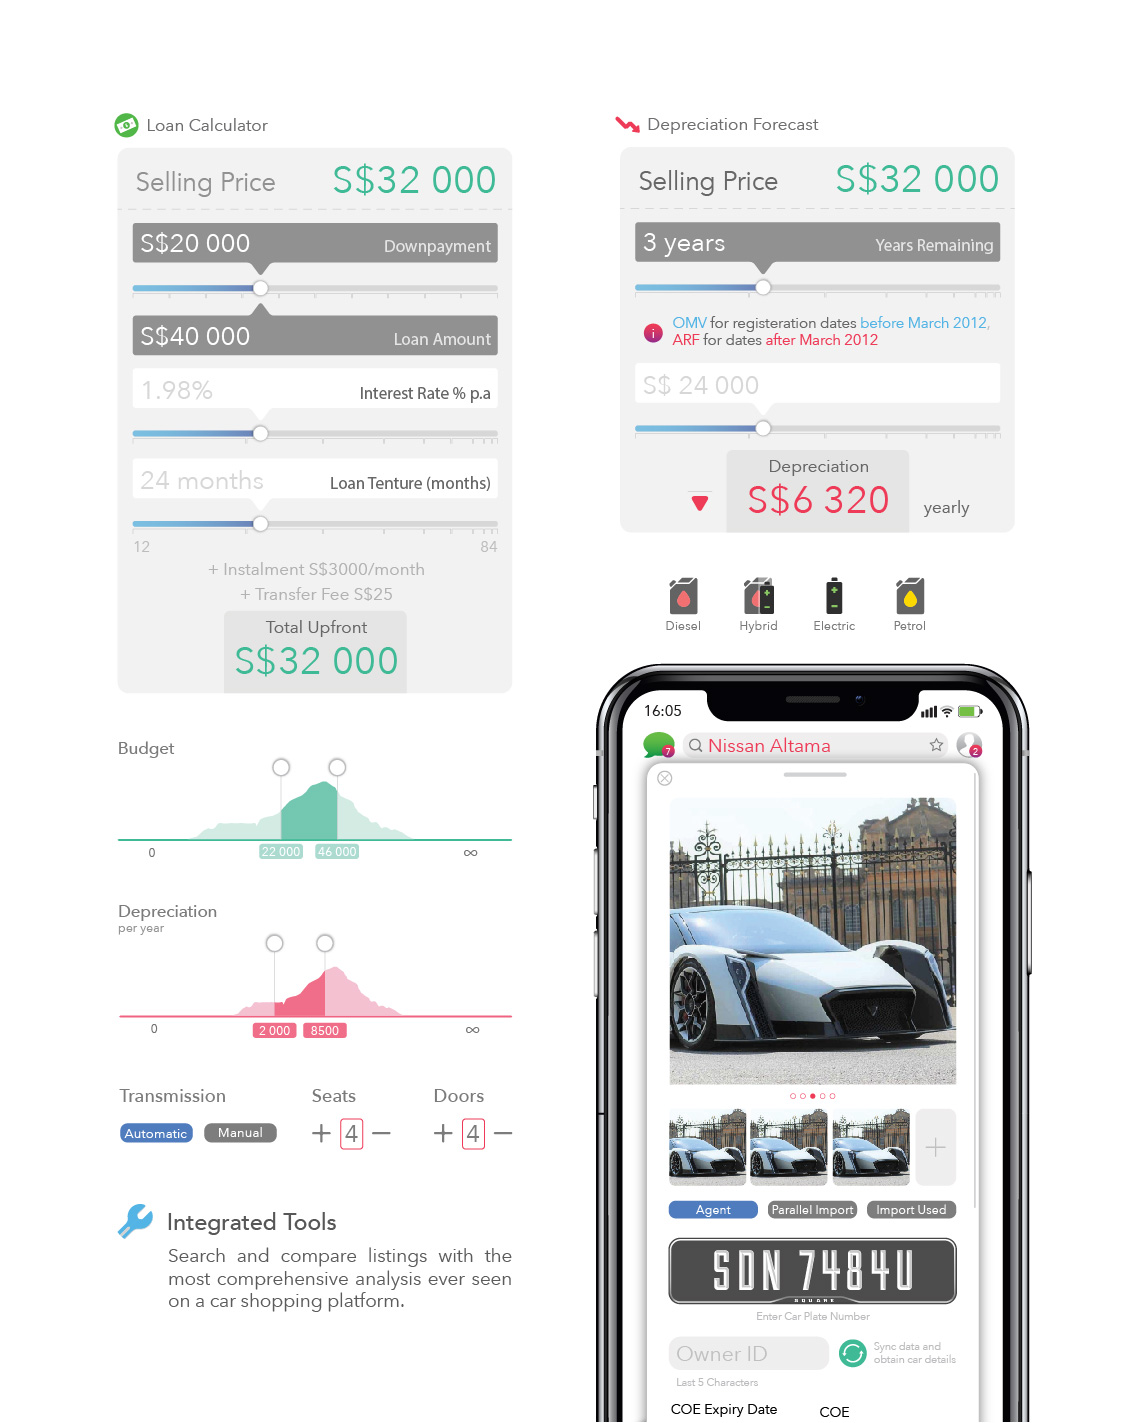 Loan Calculator
Selling Price S$32 000
S$20 000 Downpayment
S$40 000 Loan Amount
1.98% Interest Rate % p.a
24 months Loan Tenture (months)
12 84
+ Instalment S$3000/month
+ Transfer Fee S$25
Total Upfront
S$32 000
Depreciation Forecast
Selling Price S$32 000
3 years Years Remaining
i
OMV for registeration dates before March 2012,
ARF for dates after March 2012
S$ 24 000
Depreciation
S$6 320 yearly
Diesel Hybrid Electric Petrol
Budget
0 22 000 46 000 ∞
Depreciation
per year
0 2 000 8500 ∞
Transmission Seats Doors
Automatic Manual + 4 − + 4 −
Integrated Tools
Search and compare listings with the
most comprehensive analysis ever seen
on a car shopping platform.
16:05
7 Nissan Altama 2
+
Agent Parallel Import Import Used
SDN 7484U
SQUARE
Enter Car Plate Number
Owner ID
Sync data and
obtain car details
Last 5 Characters
COE Expiry Date COE